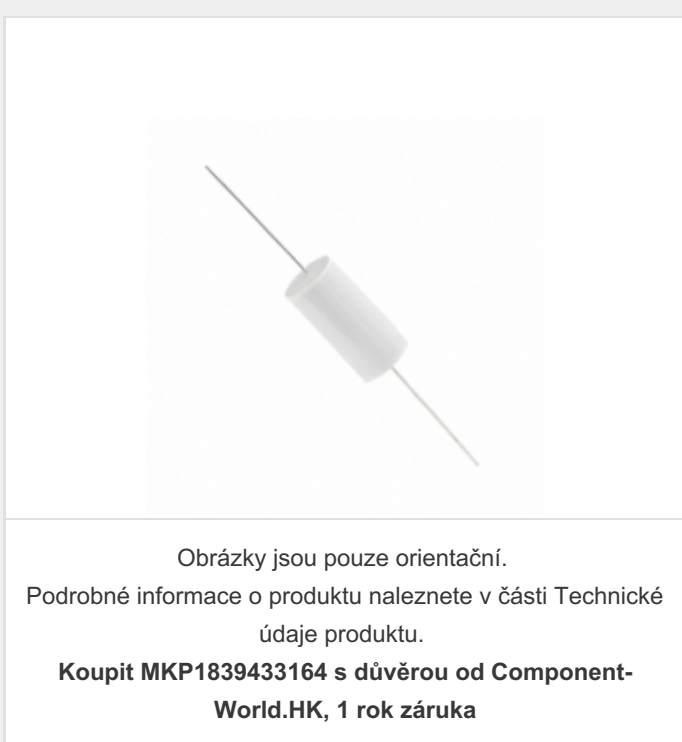 Obrázky jsou pouze orientační.
Podrobné informace o produktu naleznete v části Technické
údaje produktu.
Koupit MKP1839433164 s důvěrou od Component-
World.HK, 1 rok záruka